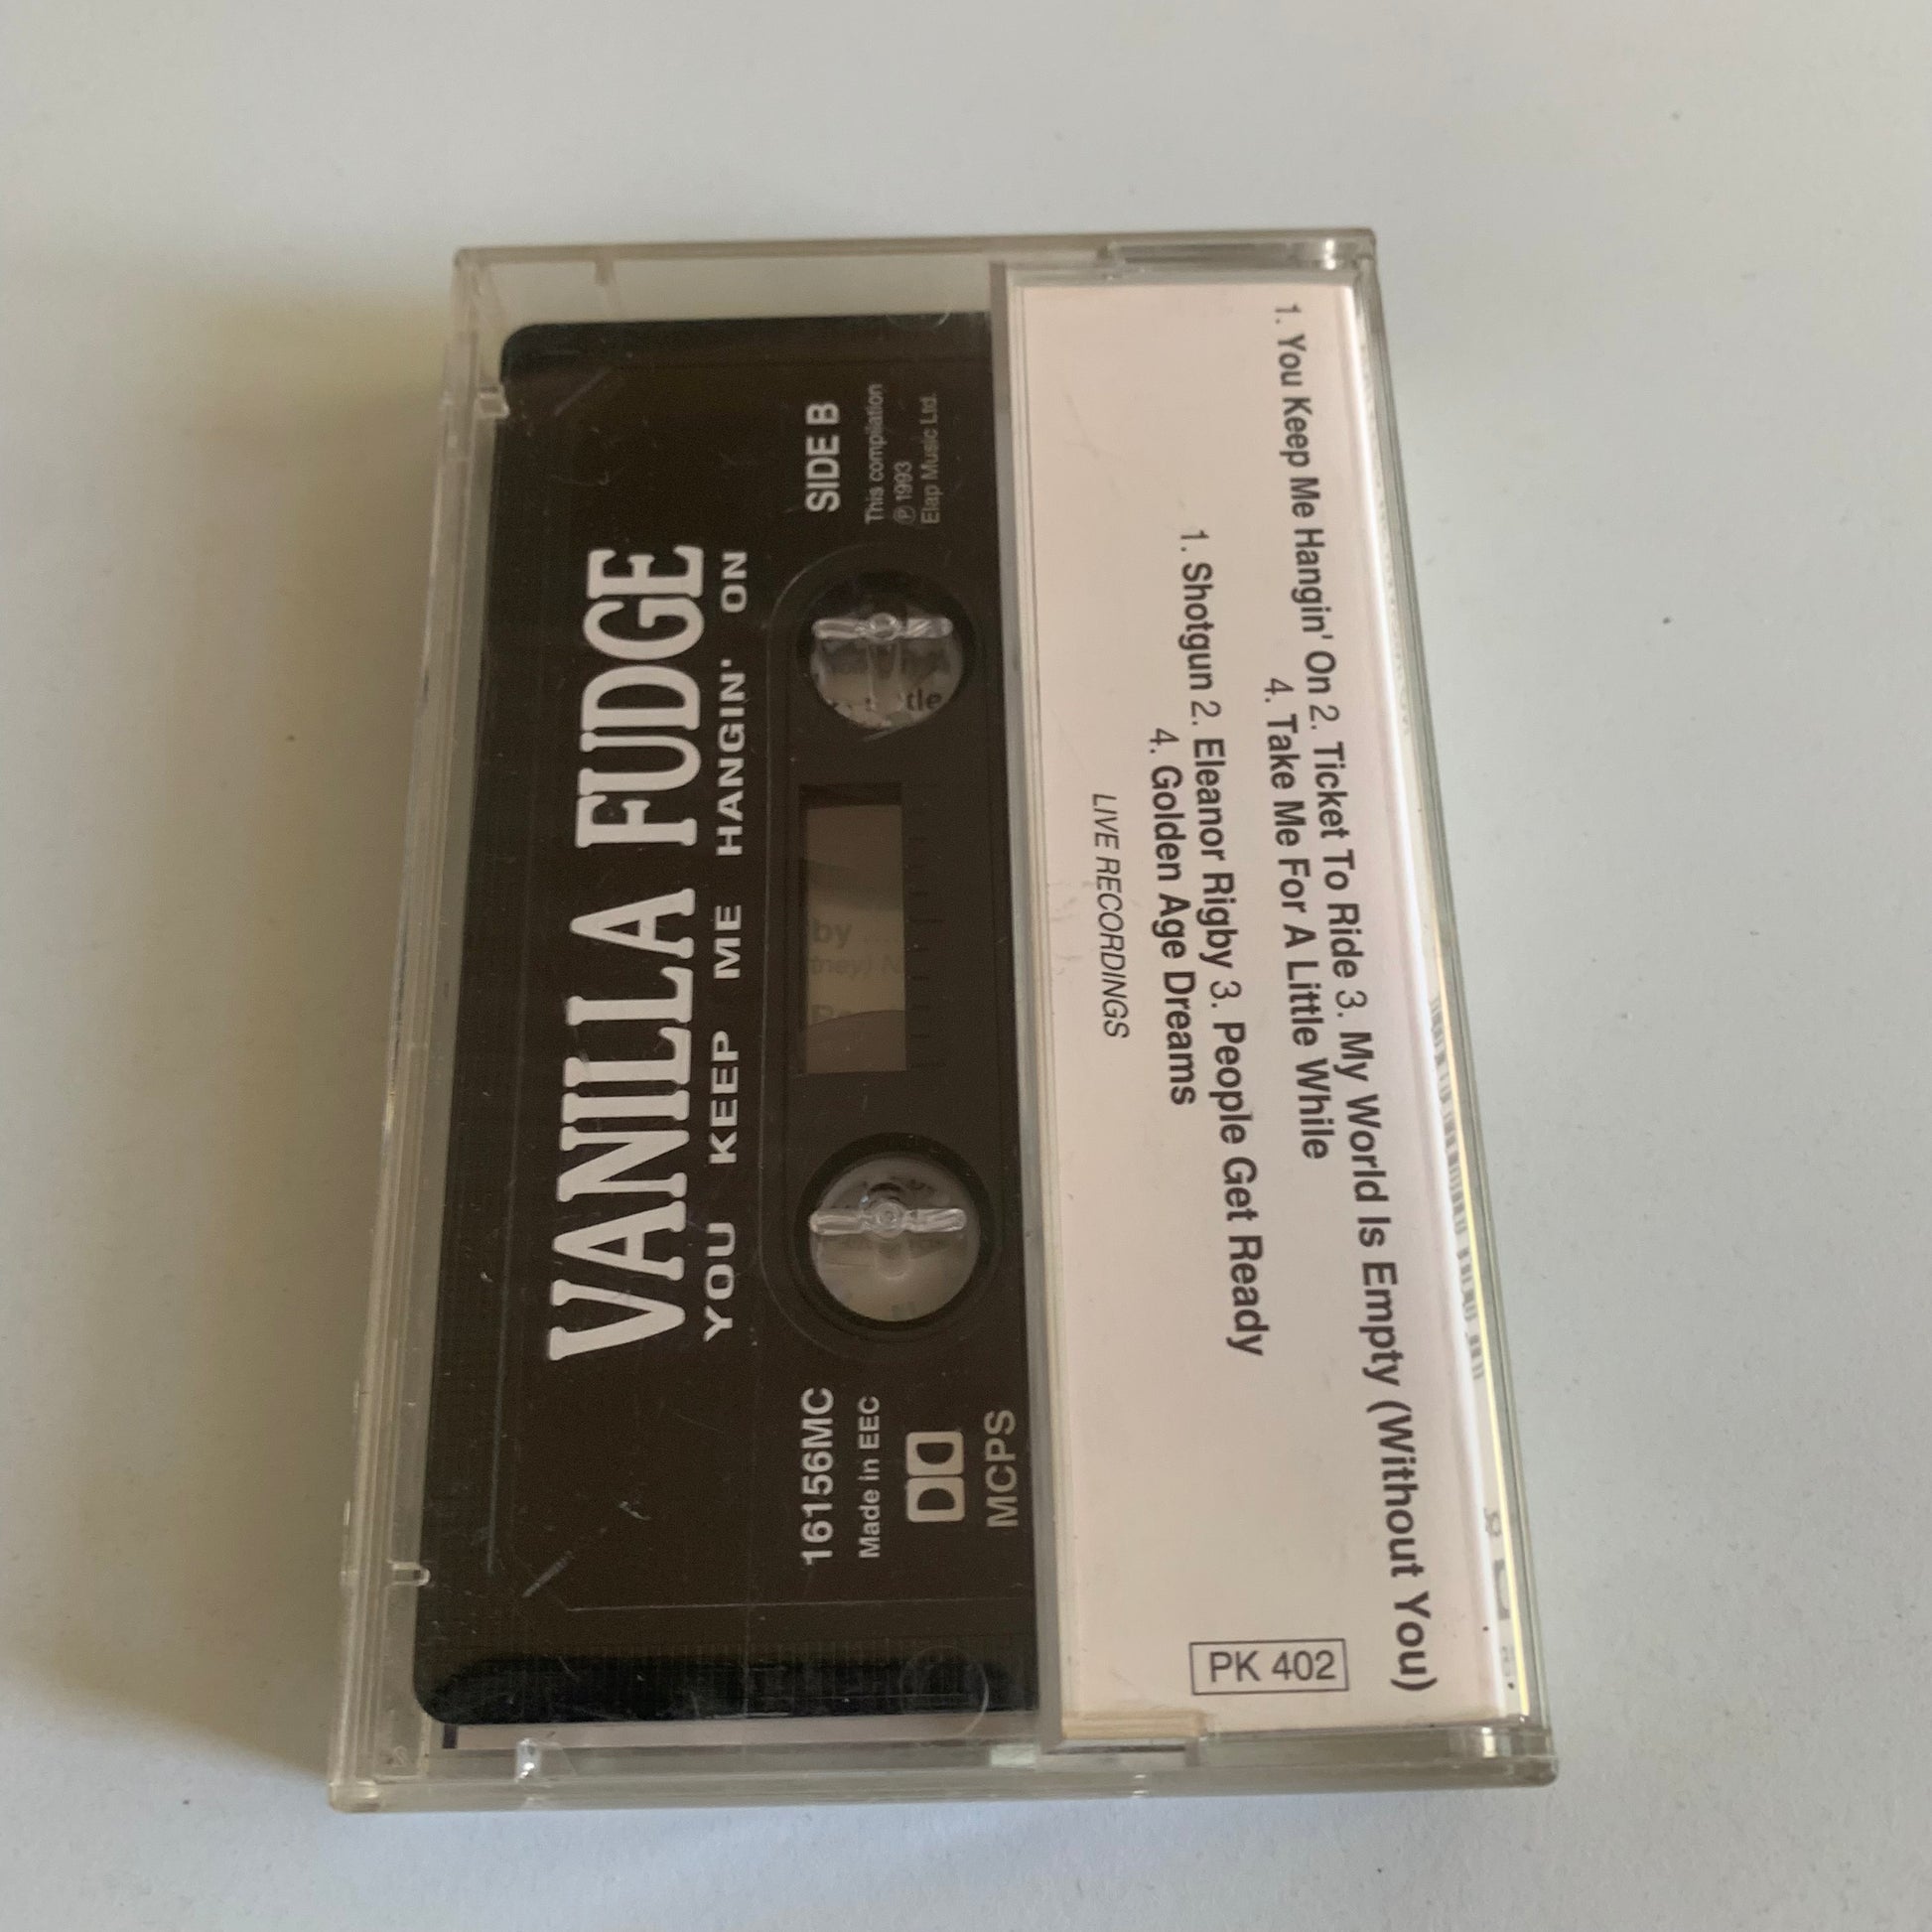 VANILLA FUDGE
YOU KEEP ME HANGIN' ON
SIDE B
This compilation
℗ 1993
Elap Music Ltd.
16156MC
Made in EEC
MCPS
1. You Keep Me Hangin' On 2. Ticket To Ride 3. My World Is Empty (Without You)
4. Take Me For A Little While
1. Shotgun 2. Eleanor Rigby 3. People Get Ready
4. Golden Age Dreams
LIVE RECORDINGS
PK 402